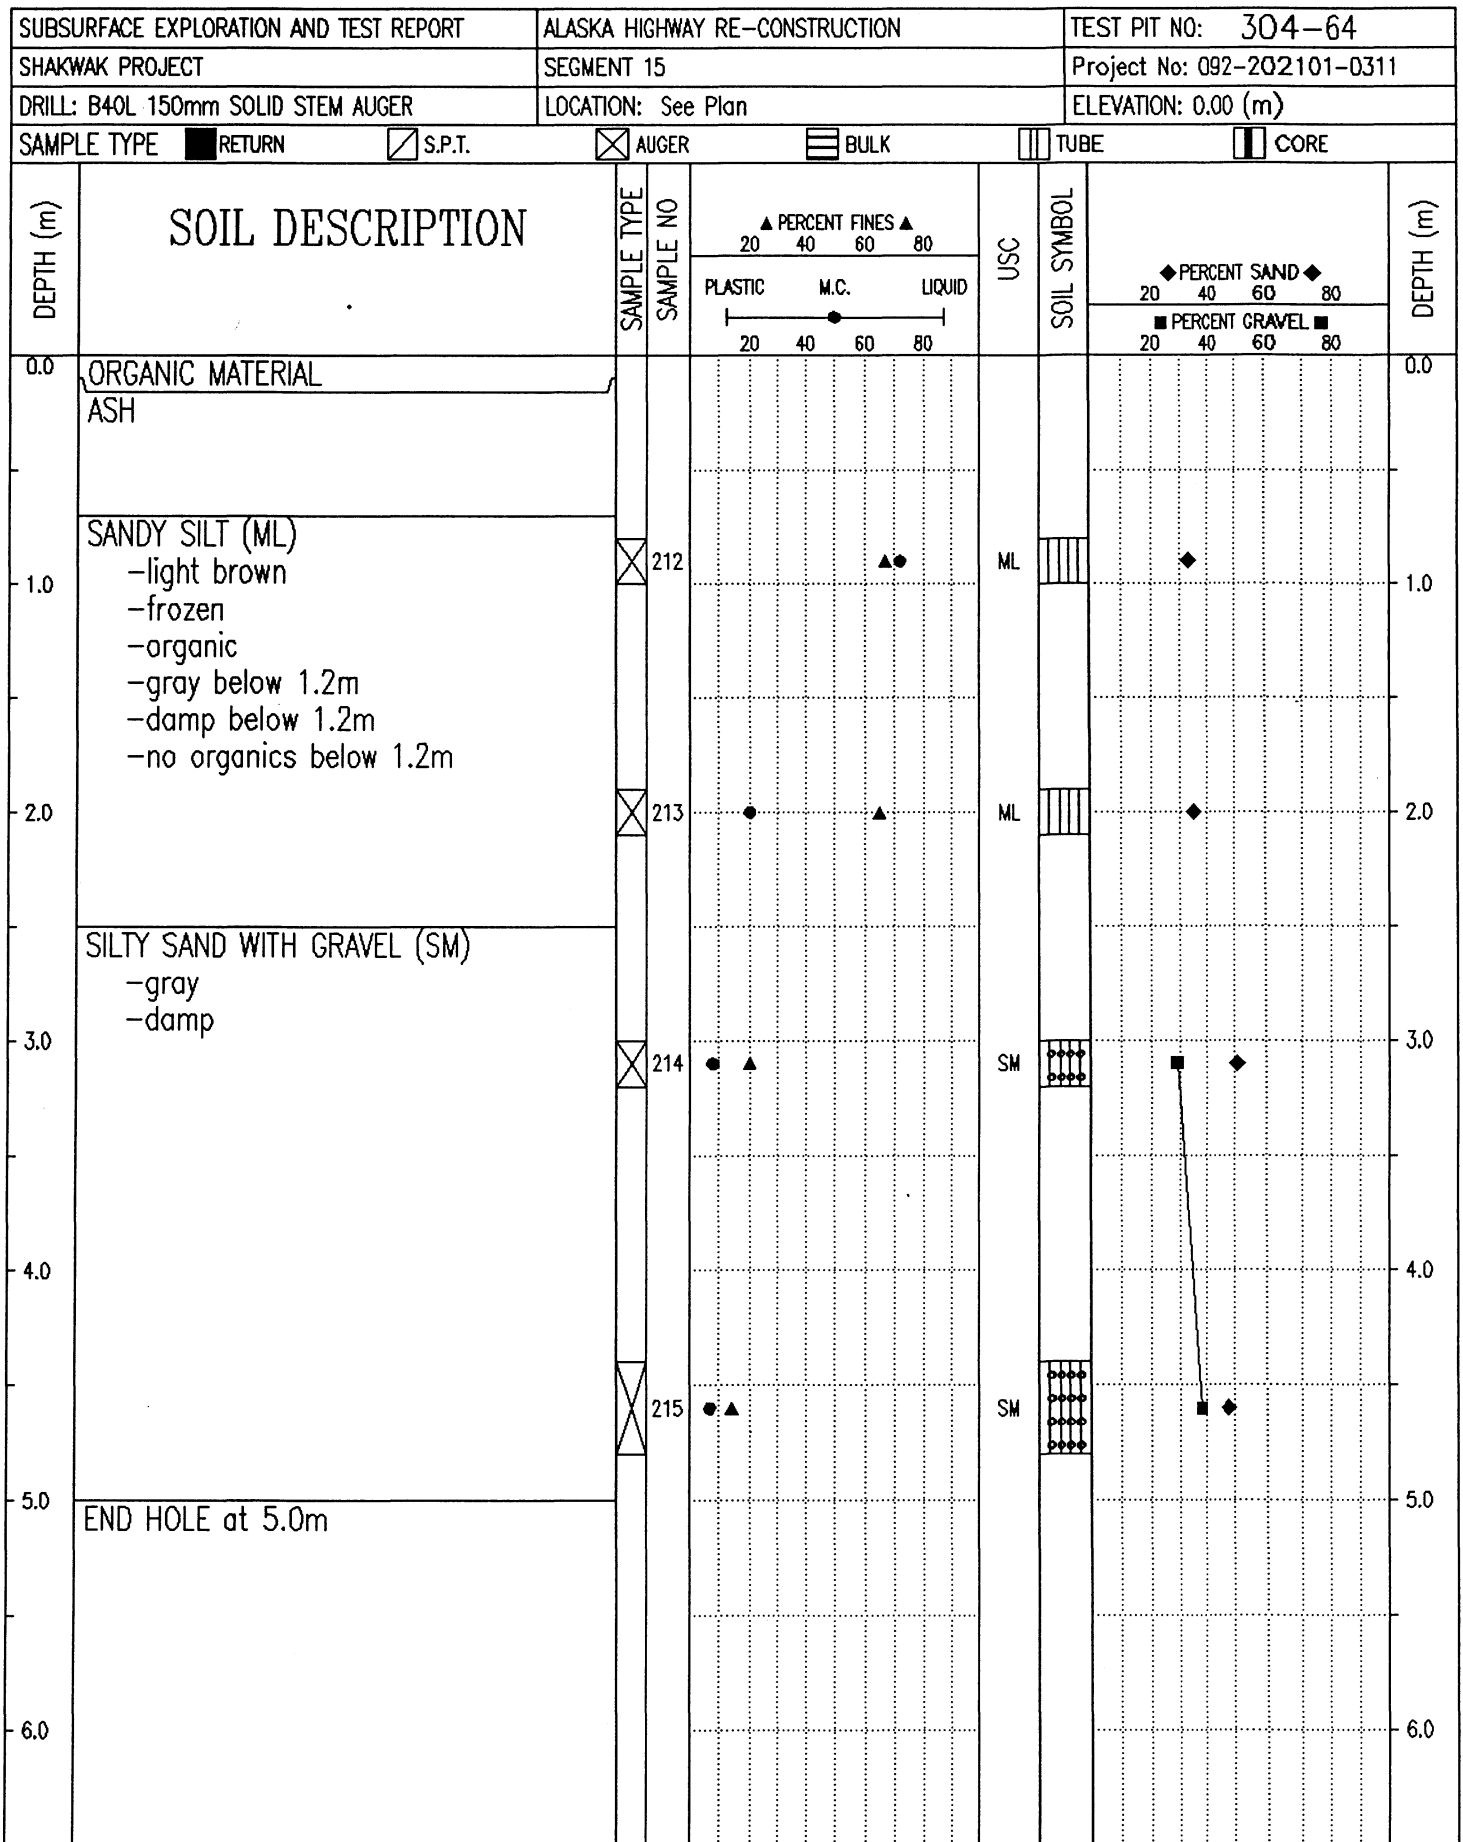 SUBSURFACE EXPLORATION AND TEST REPORT ALASKA HIGHWAY RE-CONSTRUCTION TEST PIT NO: 304-64
SHAKWAK PROJECT SEGMENT 15 Project No: 092-202101-0311
DRILL: B40L 150mm SOLID STEM AUGER LOCATION: See Plan ELEVATION: 0.00 (m)
SAMPLE TYPE RETURN S.P.T. AUGER BULK TUBE CORE
DEPTH (m)
SOIL DESCRIPTION
SAMPLE TYPE
SAMPLE NO
▲ PERCENT FINES ▲
20 40 60 80
PLASTIC M.C. LIQUID
20 40 60 80
USC
SOIL SYMBOL
◆ PERCENT SAND ◆
20 40 60 80
■ PERCENT GRAVEL ■
20 40 60 80
DEPTH (m)
0.0 ORGANIC MATERIAL 0.0
ASH
SANDY SILT (ML)
212 ML
-light brown
1.0 1.0
-frozen
-organic
-gray below 1.2m
-damp below 1.2m
-no organics below 1.2m
2.0 213 ML 2.0
SILTY SAND WITH GRAVEL (SM)
-gray
-damp
3.0 3.0
214 SM
4.0 4.0
215 SM
5.0 5.0
END HOLE at 5.0m
6.0 6.0